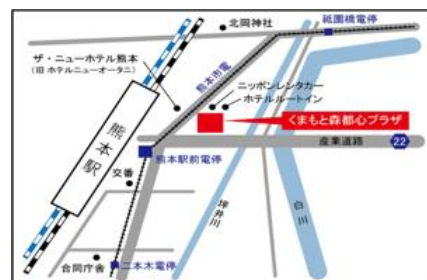 北岡神社
祇園橋電停
ザ・ニューホテル熊本
(旧 ホテルニューオータニ)
熊本市電
ニッポンレンタカー
ホテルルートイン
くまもと森都心プラザ
熊本駅
産業道路
22
熊本駅前電停
交番
坪井川
白川
合同庁舎
二本木電停